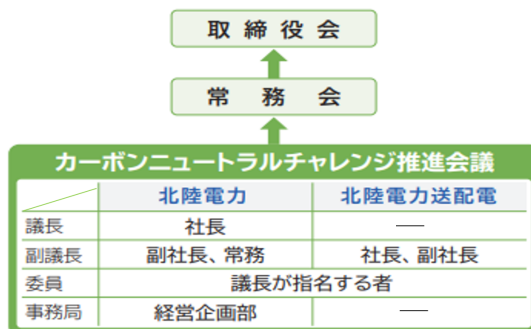 取締役会
常務会
カーボンニュートラルチャレンジ推進会議
北陸電力 北陸電力送配電
議長 社長 ―
副議長 副社長、常務 社長、副社長
委員 議長が指名する者
事務局 経営企画部 ―